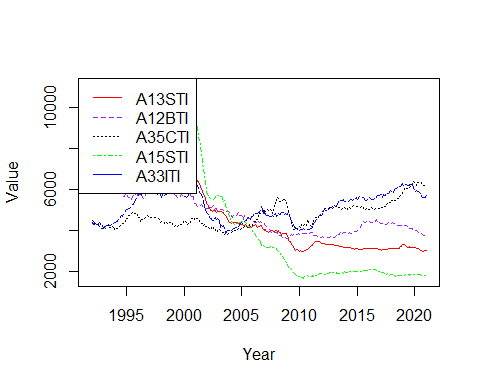 A13STI
A12BTI
A35CTI
A15STI
A33ITI
Value
2000
6000
10000
1995
2000
2005
2010
2015
2020
Year